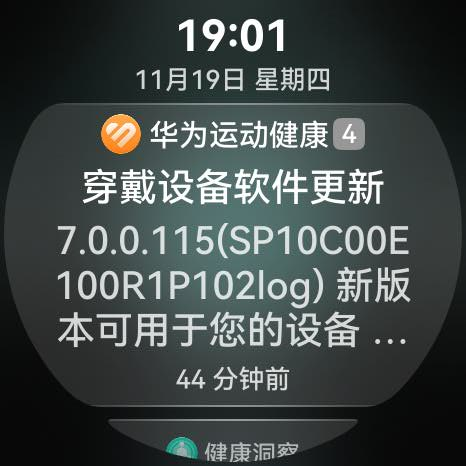 19:01
11月19日 星期四
华为运动健康 4
穿戴设备软件更新
7.0.0.115(SP10C00E
100R1P102log) 新版
本可用于您的设备 ...
44 分钟前
健康洞察